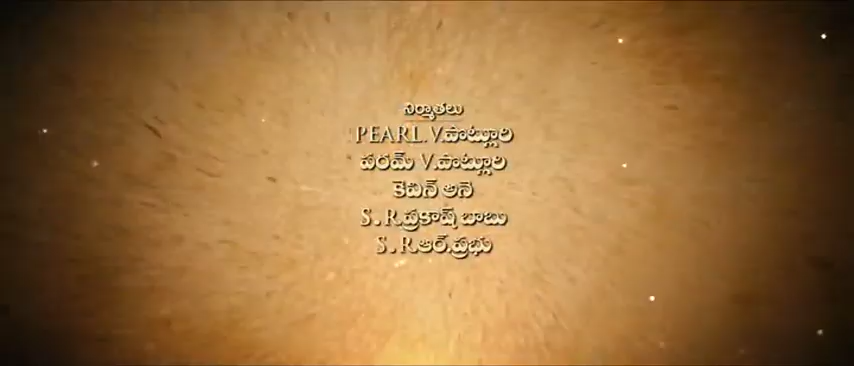 నిర్మాతలు
PEARL.V.పొట్లూరి
పరమ్ V.పొట్లూరి
కెవిన్ అనె
S.R.ప్రకాష్ బాబు
S.R.ఆర్.ప్రభు